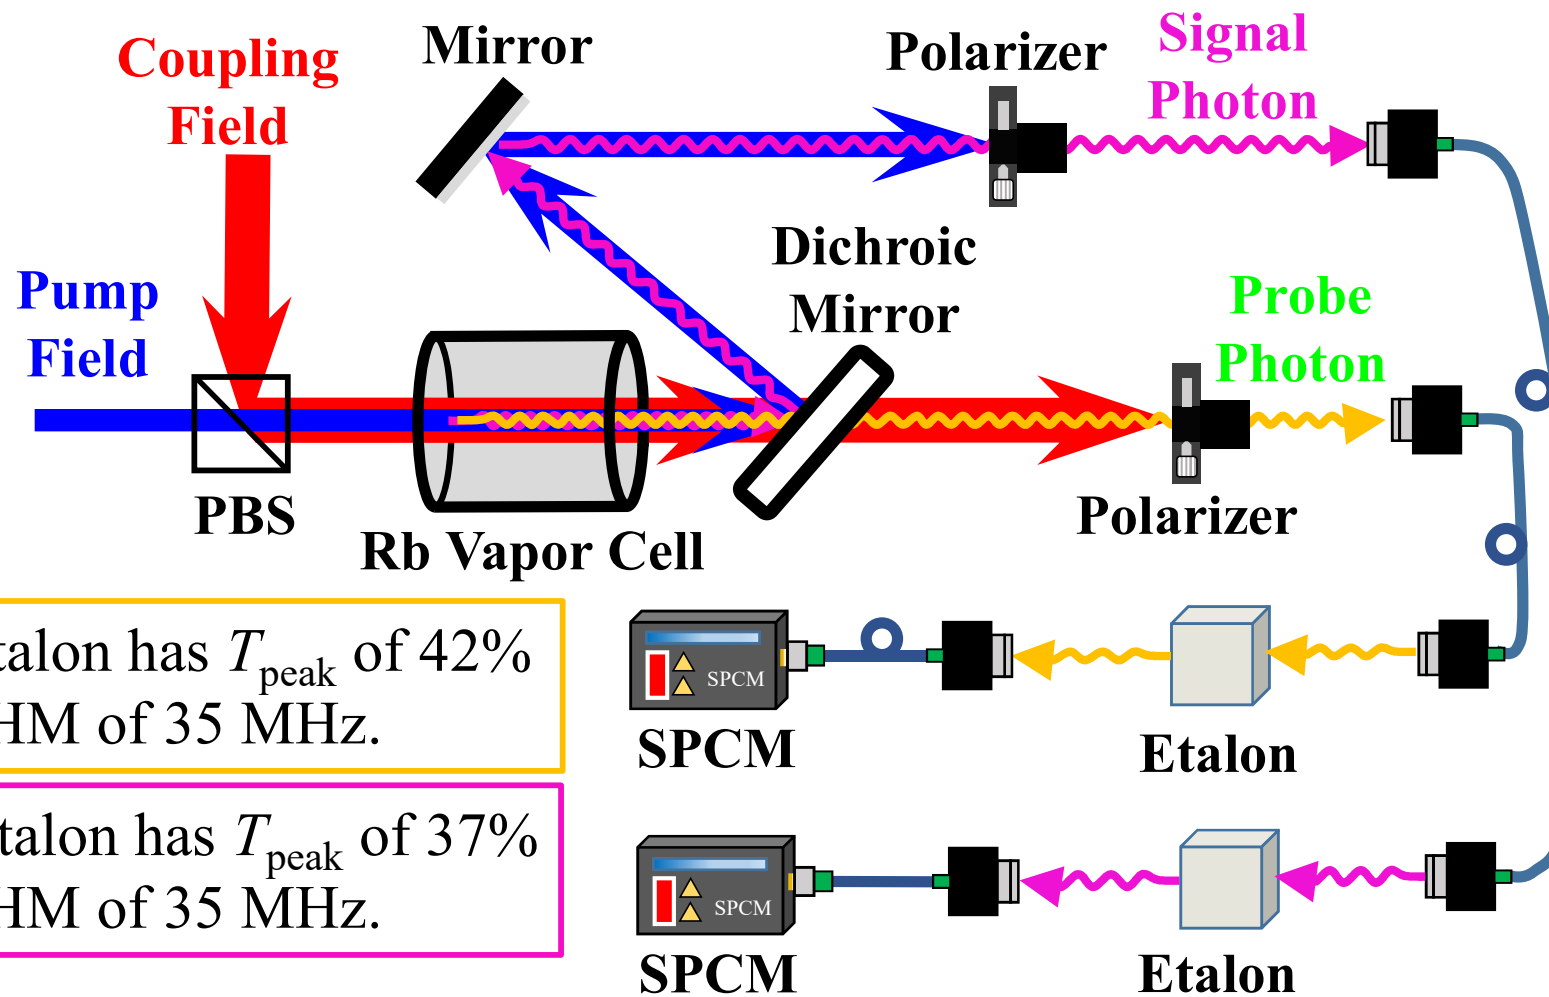 Coupling
Field
Mirror
Polarizer
Signal
Photon
Pump
Field
Dichroic
Mirror
Probe
Photon
PBS
Rb Vapor Cell
Polarizer
talon has Tpeak of 42%
HM of 35 MHz.
SPCM
SPCM
Etalon
talon has Tpeak of 37%
HM of 35 MHz.
SPCM
SPCM
Etalon